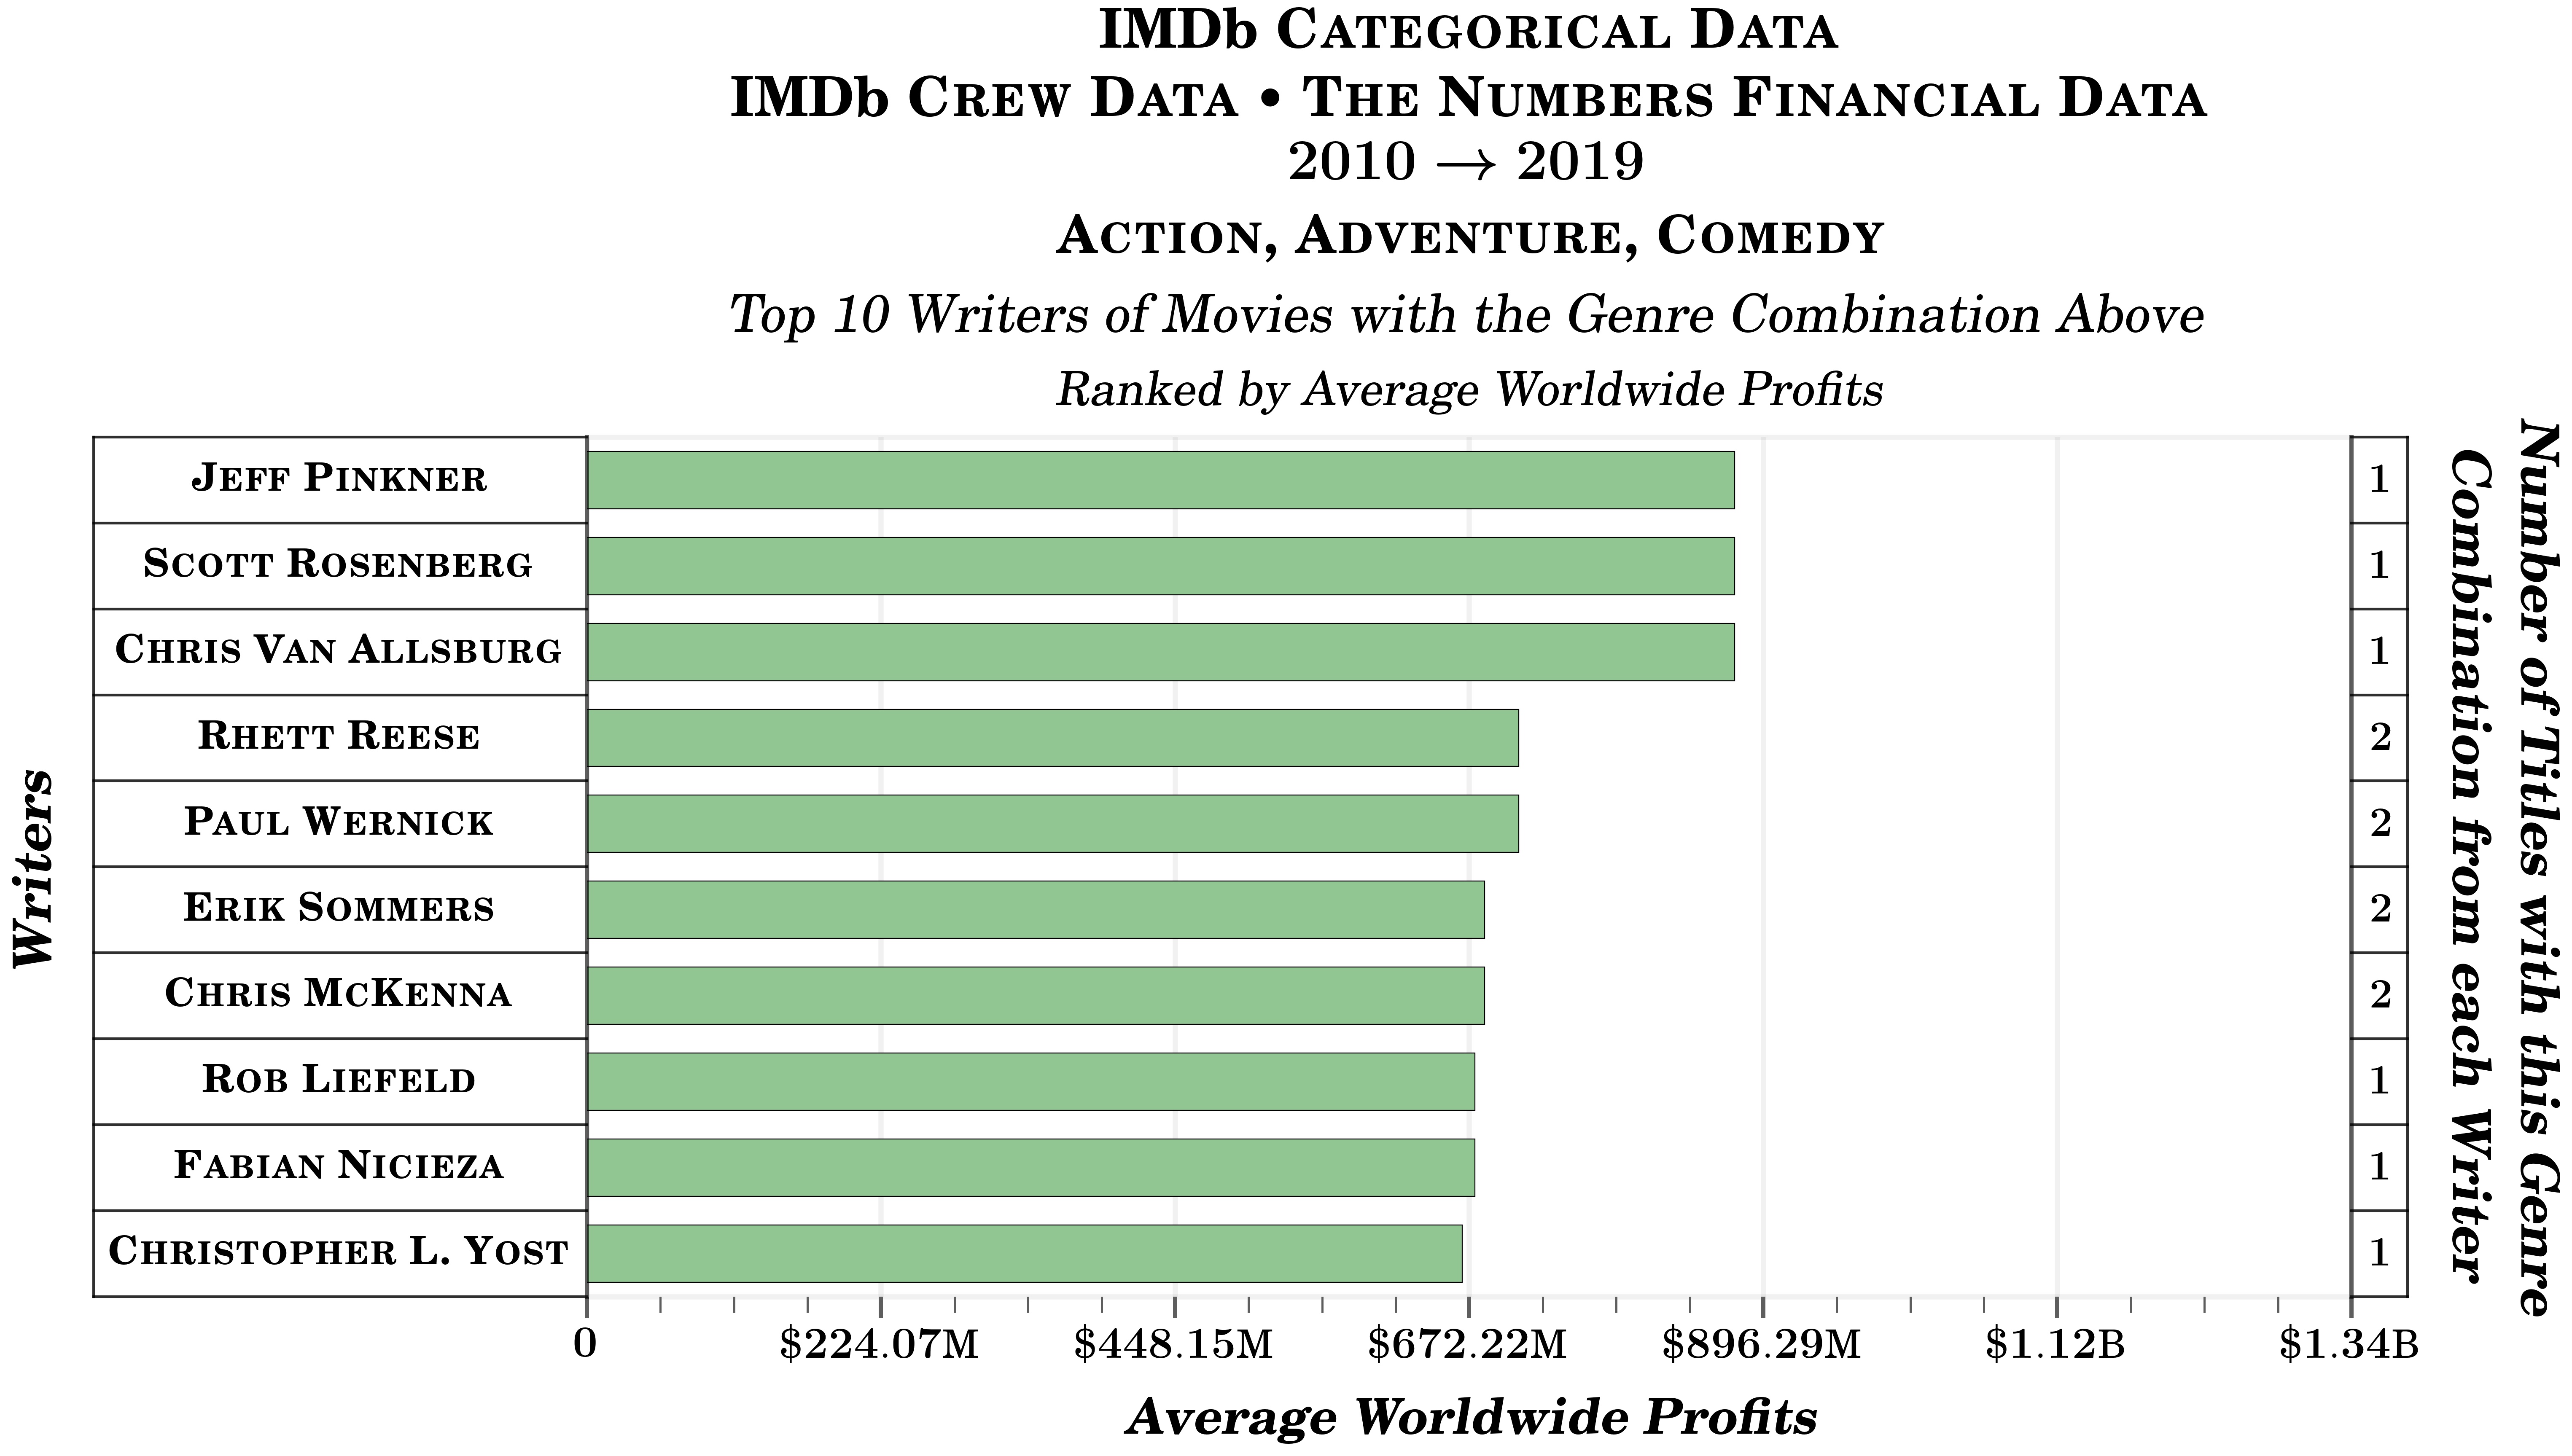 IMDb Categorical Data
IMDb Crew Data • The Numbers Financial Data
2010 → 2019
Action, Adventure, Comedy
Top 10 Writers of Movies with the Genre Combination Above
Ranked by Average Worldwide Profits
Writers
Jeff Pinkner 1
Scott Rosenberg 1
Chris Van Allsburg 1
Rhett Reese 2
Paul Wernick 2
Erik Sommers 2
Chris McKenna 2
Rob Liefeld 1
Fabian Nicieza 1
Christopher L. Yost 1
Number of Titles with this Genre
Combination from each Writer
0 $224.07M $448.15M $672.22M $896.29M $1.12B $1.34B
Average Worldwide Profits